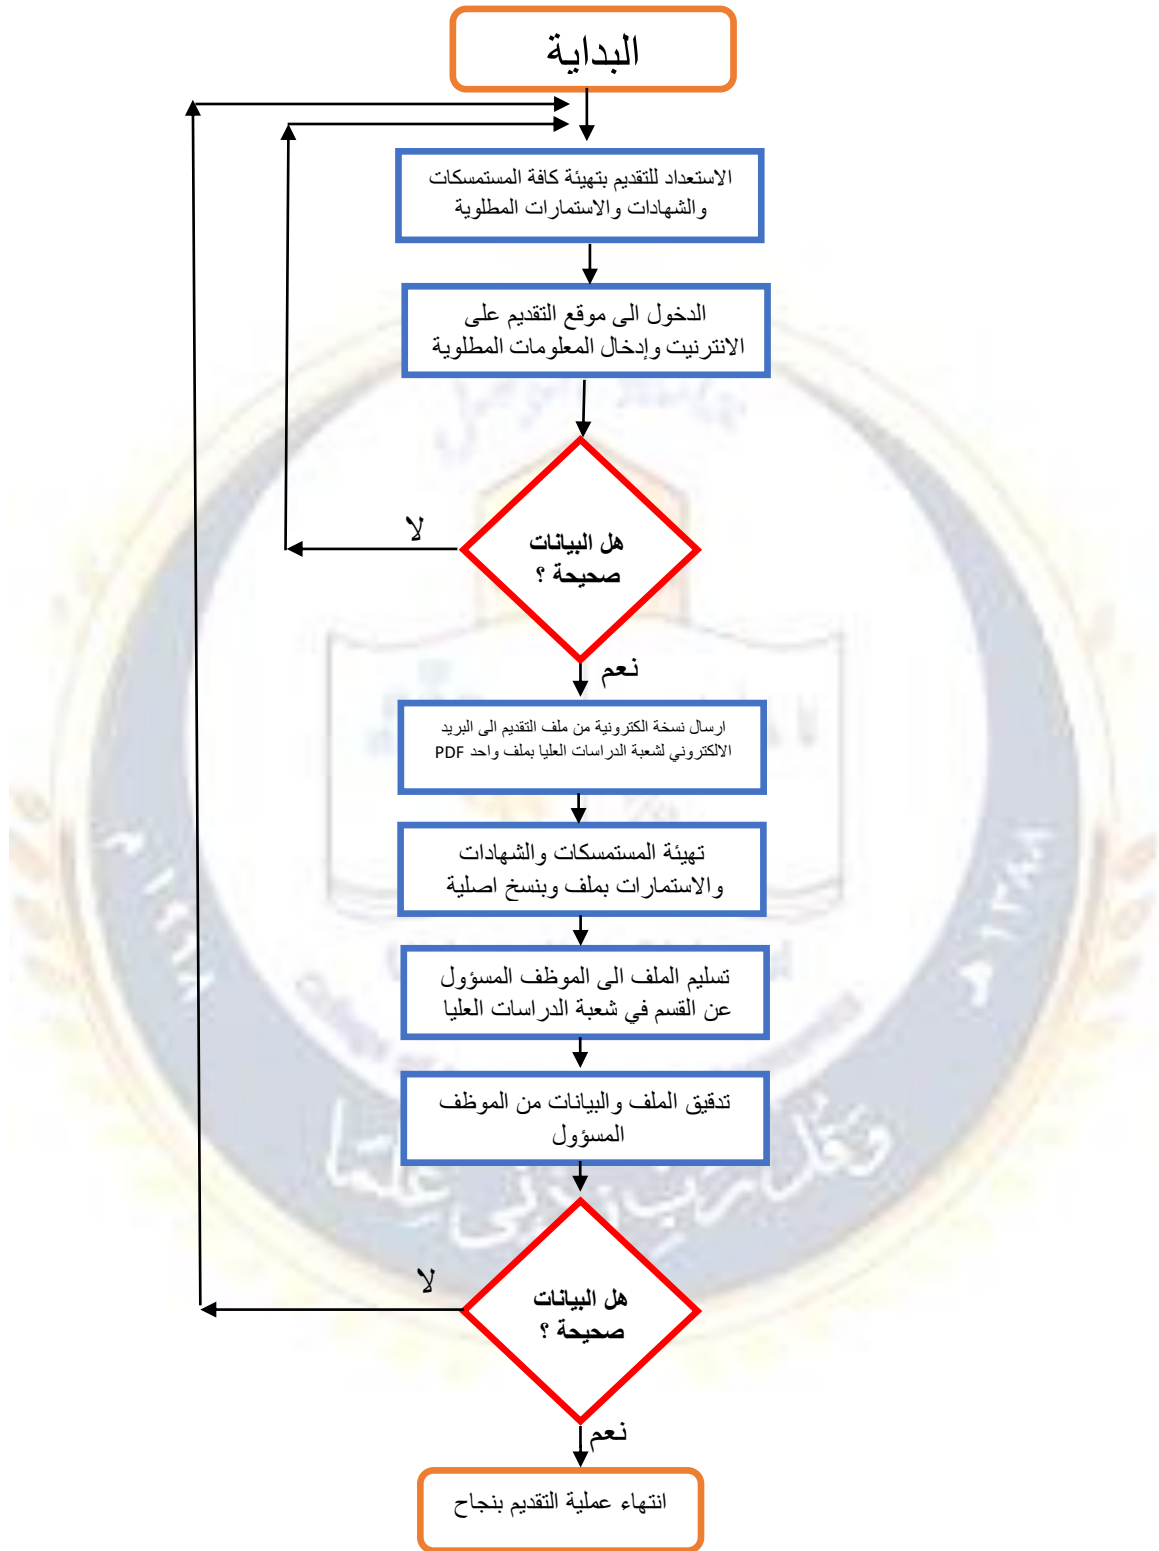 البداية
الاستعداد للتقديم بتهيئة كافة المستمسكات
والشهادات والاستمارات المطلوبة
الدخول الى موقع التقديم على
الانترنيت وإدخال المعلومات المطلوبة
هل البيانات
صحيحة ؟
لا
نعم
ارسال نسخة الكترونية من ملف التقديم الى البريد
الالكتروني لشعبة الدراسات العليا بملف واحد PDF
تهيئة المستمسكات والشهادات
والاستمارات بملف وبنسخ اصلية
تسليم الملف الى الموظف المسؤول
عن القسم في شعبة الدراسات العليا
تدقيق الملف والبيانات من الموظف
المسؤول
هل البيانات
صحيحة ؟
لا
نعم
انتهاء عملية التقديم بنجاح
١٩٦٨ م
١٣٨٨ هـ
وَقُل رَبِّ زِدْنِي عِلْمًا